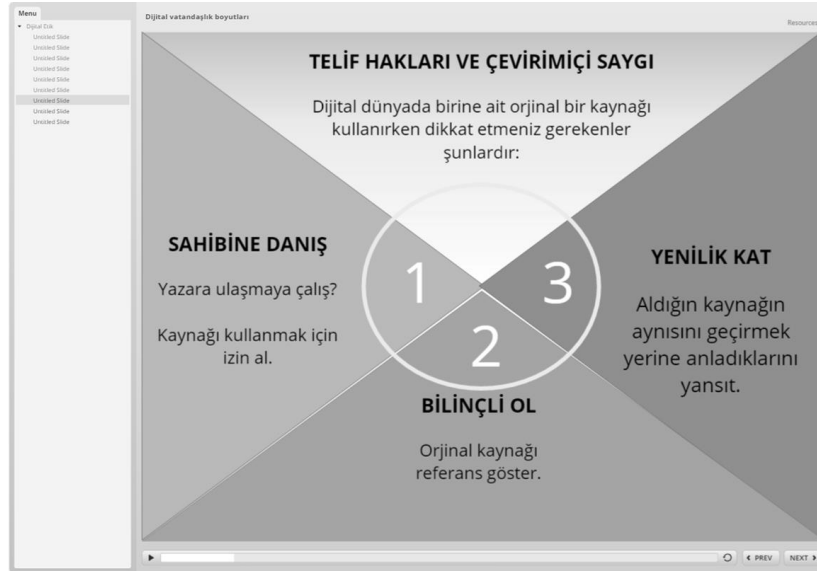 Menu
Dijital Etik
Untitled Slide
Untitled Slide
Untitled Slide
Untitled Slide
Untitled Slide
Untitled Slide
Untitled Slide
Untitled Slide
Untitled Slide
Dijital vatandaşlık boyutları
Resources
TELİF HAKLARI VE ÇEVİRİMİÇİ SAYGI
Dijital dünyada birine ait orjinal bir kaynağı
kullanırken dikkat etmeniz gerekenler
şunlardır:
SAHİBİNE DANIŞ
Yazara ulaşmaya çalış?
Kaynağı kullanmak için
izin al.
1
2
3
BİLİNÇLİ OL
Orjinal kaynağı
referans göster.
YENİLİK KAT
Aldığın kaynağın
aynısını geçirmek
yerine anladıklarını
yansıt.
PREV
NEXT